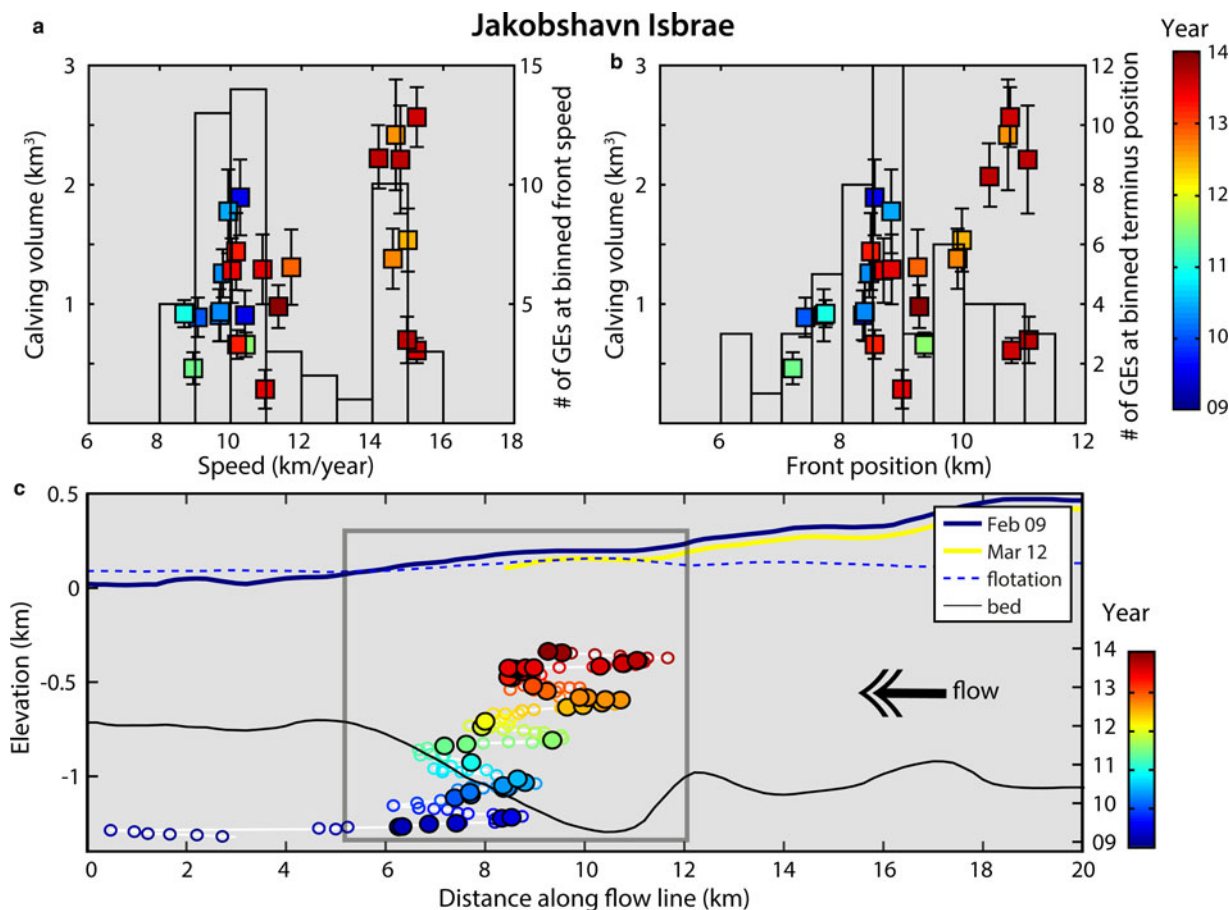 Jakobshavn Isbrae
a
3
2
1
Calving volume (km³)
15
10
5
# of GEs at binned front speed
6 8 10 12 14 16 18
Speed (km/year)
b
3
2
1
Calving volume (km³)
12
10
8
6
4
2
# of GEs at binned terminus position
6 8 10 12
Front position (km)
Year
14
13
12
11
10
09
c
0.5
0
-0.5
-1
Elevation (km)
Feb 09
Mar 12
flotation
bed
flow
0 2 4 6 8 10 12 14 16 18 20
Distance along flow line (km)
Year
14
13
12
11
10
09